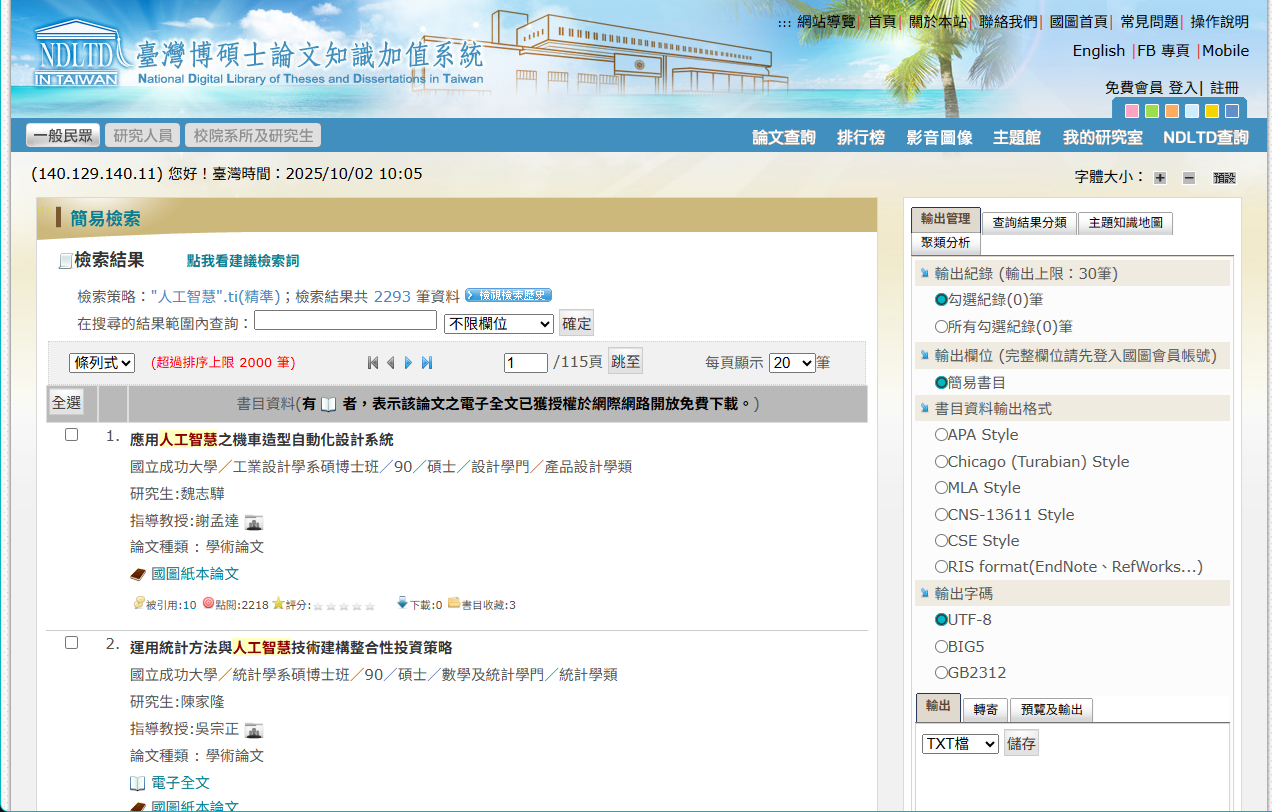 ::: 網站導覽| 首頁| 關於本站| 聯絡我們| 國圖首頁| 常見問題| 操作說明
NDLTD
IN TAIWAN
臺灣博碩士論文知識加值系統
National Digital Library of Theses and Dissertations in Taiwan
English |FB 專頁 |Mobile
免費會員 登入| 註冊
一般民眾 研究人員 校院系所及研究生
論文查詢 排行榜 影音圖像 主題館 我的研究室 NDLTD查詢
(140.129.140.11) 您好！臺灣時間：2025/10/02 10:05
字體大小： + − 預設
簡易檢索
檢索結果 點我看建議檢索詞
檢索策略："人工智慧".ti(精準)；檢索結果共 2293 筆資料 檢視檢索歷史
在搜尋的結果範圍內查詢： 不限欄位 確定
條列式 (超過排序上限 2000 筆) 1 /115頁 跳至 每頁顯示 20 筆
全選 書目資料(有 者，表示該論文之電子全文已獲授權於網際網路開放免費下載。)
1. 應用人工智慧之機車造型自動化設計系統
國立成功大學／工業設計學系碩博士班／90／碩士／設計學門／產品設計學類
研究生:魏志驊
指導教授:謝孟達
論文種類 : 學術論文
國圖紙本論文
被引用:10 點閱:2218 評分: 下載:0 書目收藏:3
2. 運用統計方法與人工智慧技術建構整合性投資策略
國立成功大學／統計學系碩博士班／90／碩士／數學及統計學門／統計學類
研究生:陳家隆
指導教授:吳宗正
論文種類 : 學術論文
電子全文
國圖紙本論文
輸出管理 查詢結果分類 主題知識地圖
聚類分析
輸出紀錄 (輸出上限：30筆)
勾選紀錄(0)筆
所有勾選紀錄(0)筆
輸出欄位 (完整欄位請先登入國圖會員帳號)
簡易書目
書目資料輸出格式
APA Style
Chicago (Turabian) Style
MLA Style
CNS-13611 Style
CSE Style
RIS format(EndNote、RefWorks...)
輸出字碼
UTF-8
BIG5
GB2312
輸出 轉寄 預覽及輸出
TXT檔 儲存